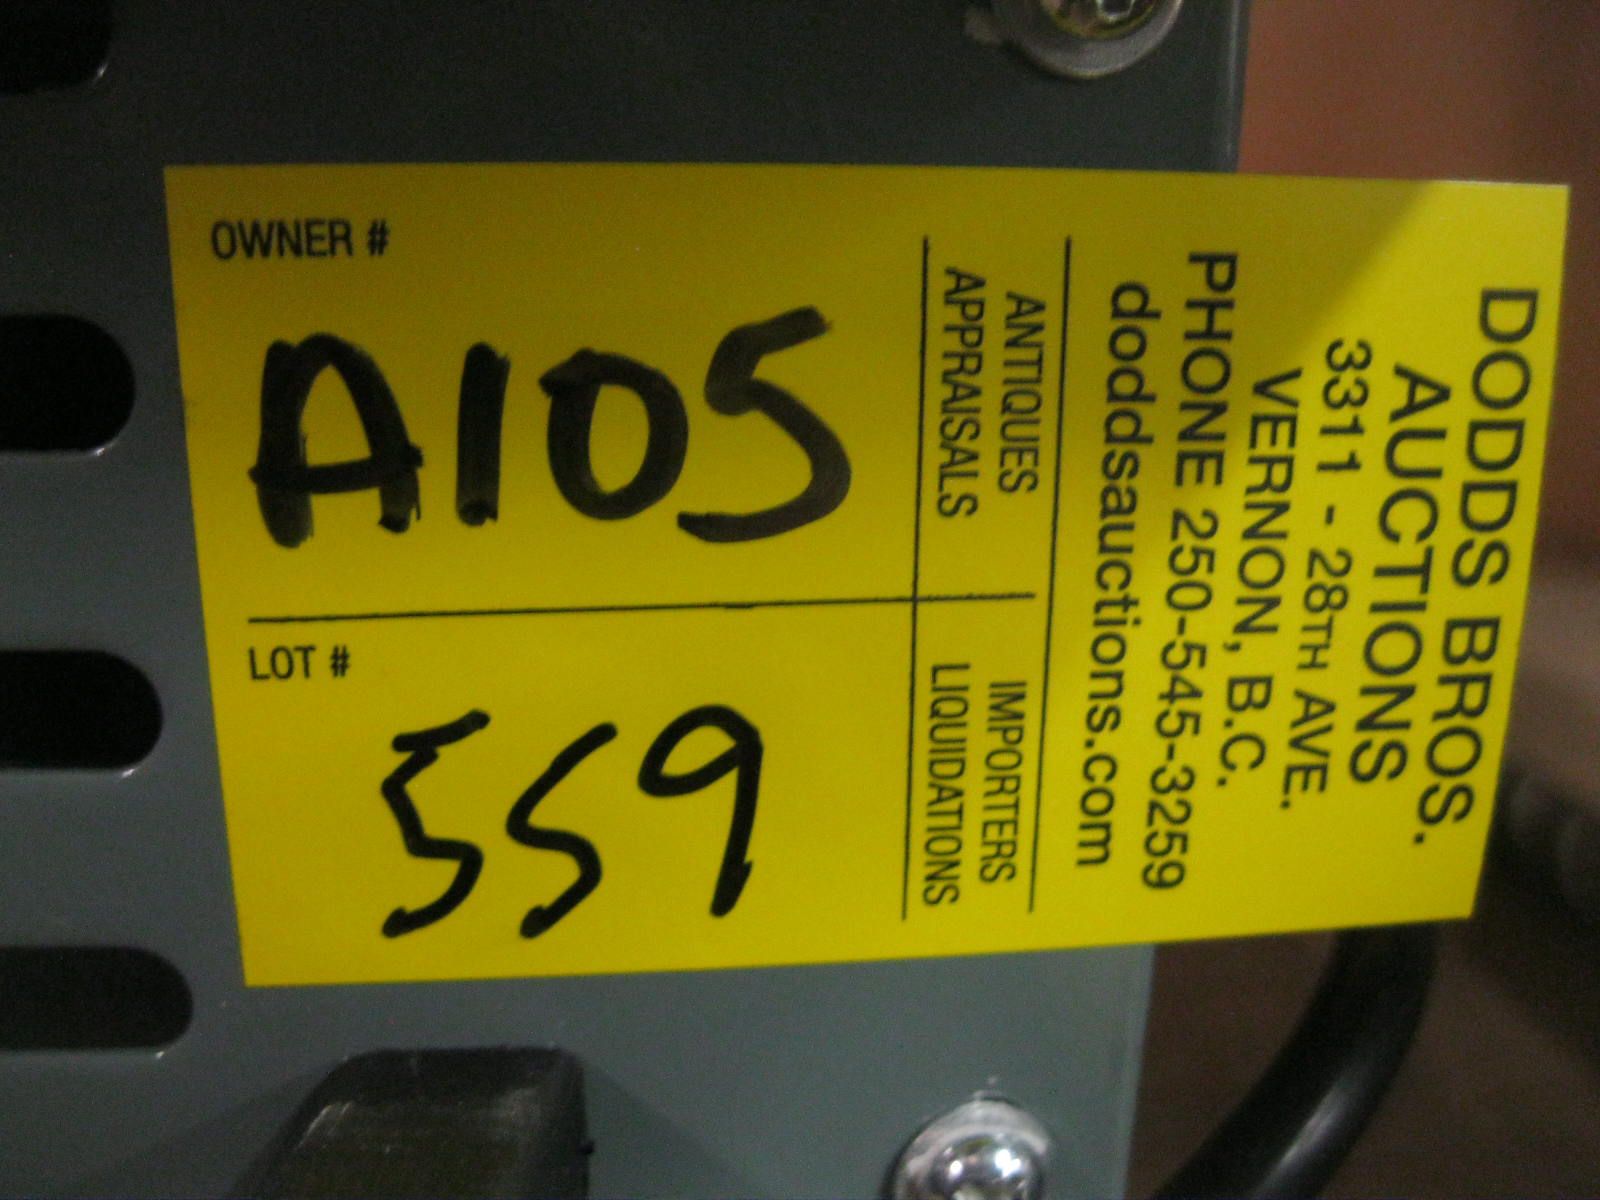 OWNER #
A105
LOT #
559
DODDS BROS.
AUCTIONS
3311 - 28TH AVE.
VERNON, B.C.
PHONE 250-545-3259
doddsauctions.com
ANTIQUES
APPRAISALS
IMPORTERS
LIQUIDATIONS